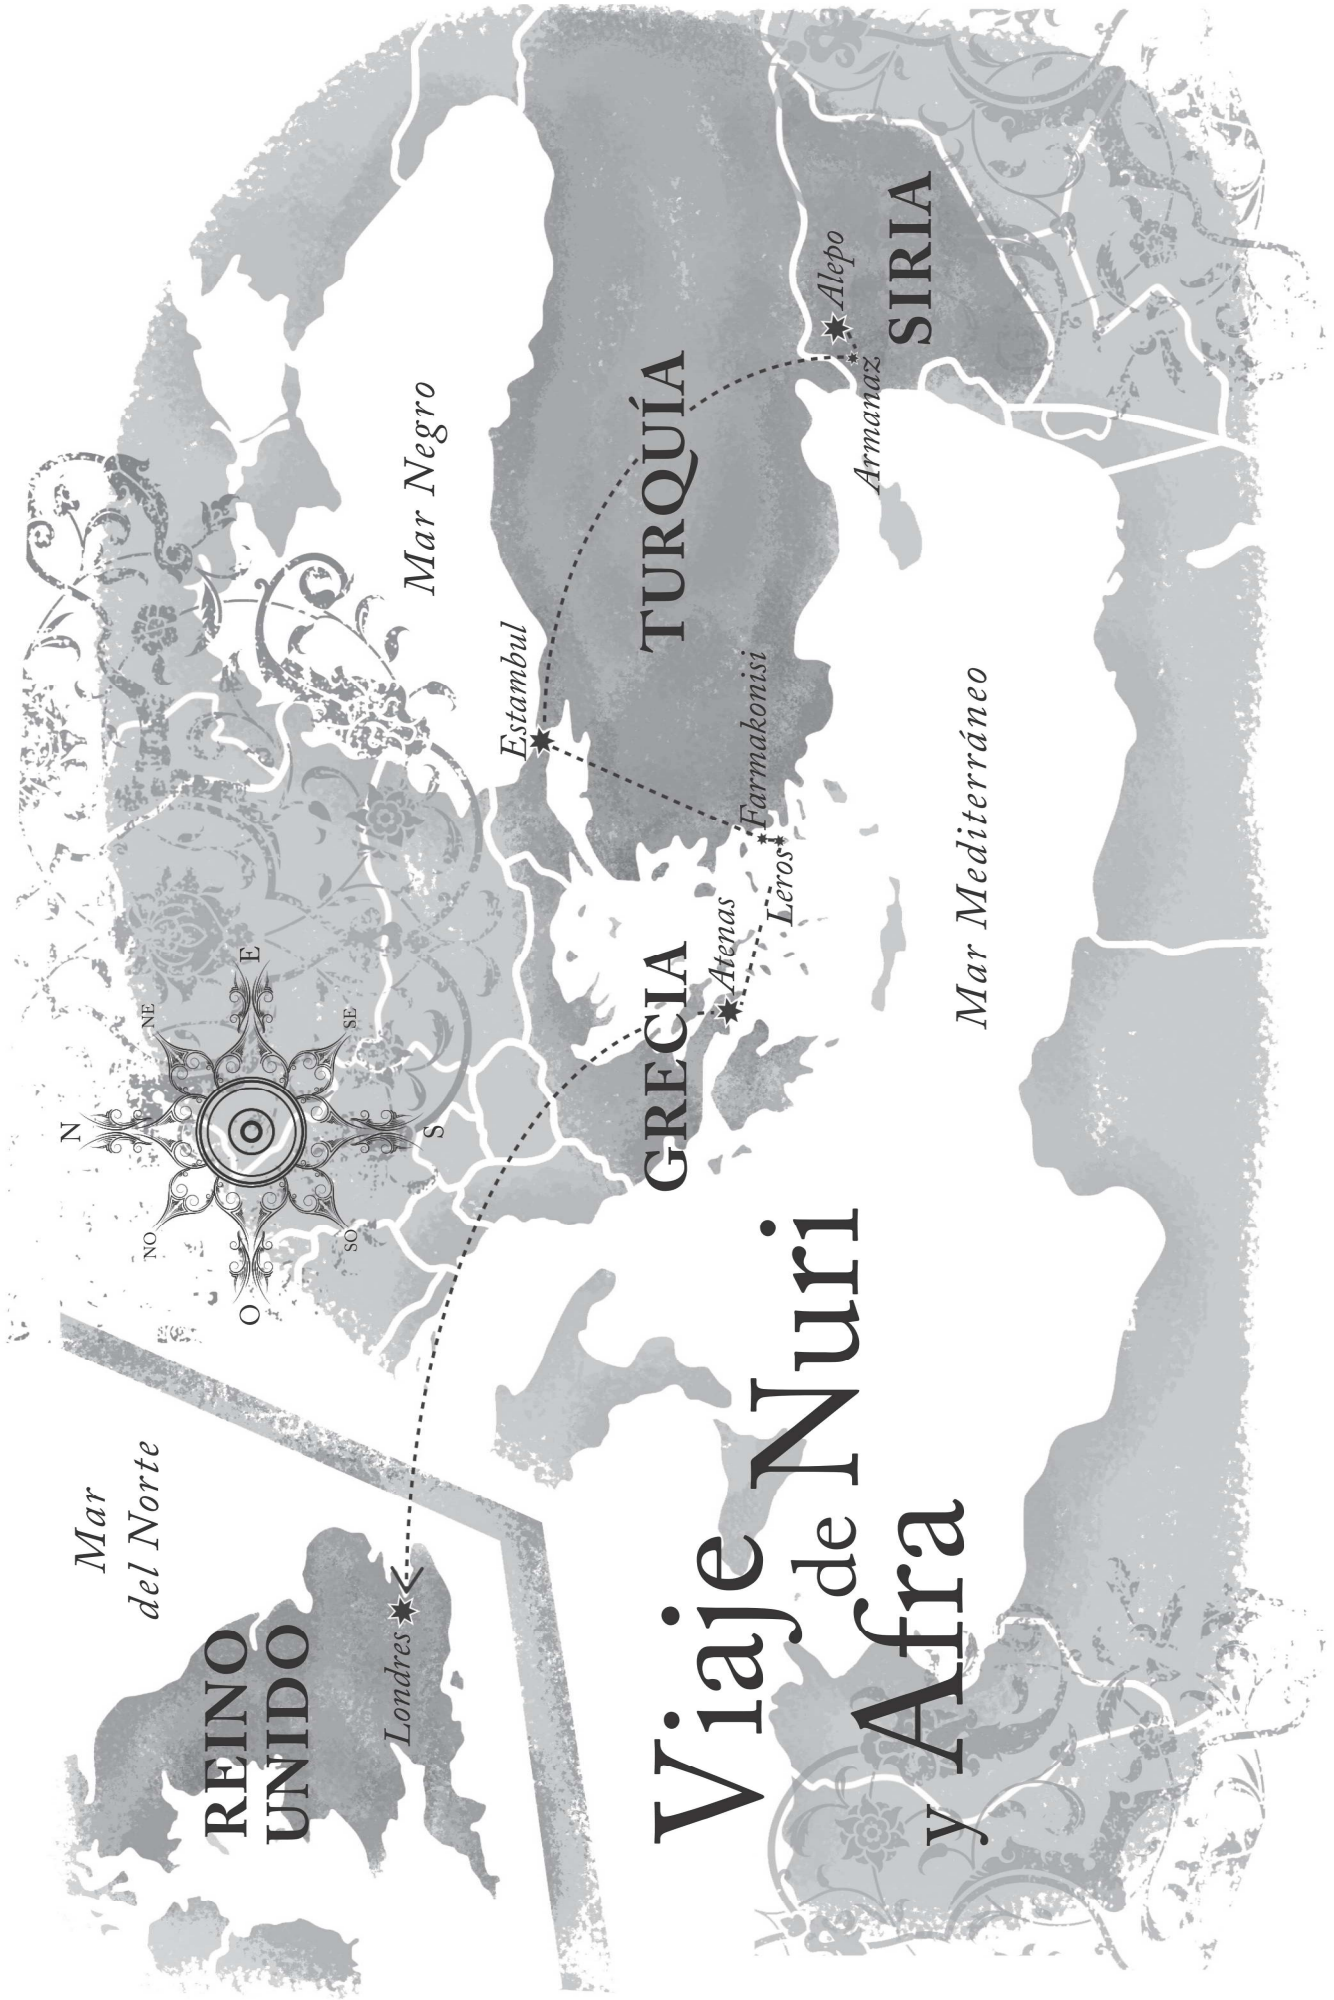 Mar
del Norte
REINO
UNIDO
Londres
N
NE
E
SE
S
SO
O
NO
Mar Negro
Estambul
TURQUÍA
GRECIA
Atenas
Leros
Farmakonisi
Alepo
Armanaz
SIRIA
Mar Mediterráneo
Viaje
de Nuri
y Afra